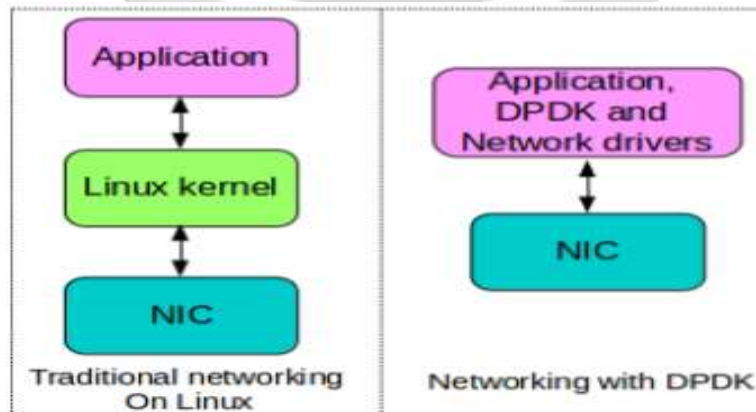 Application
Linux kernel
NIC
Traditional networking
On Linux
Application,
DPDK and
Network drivers
NIC
Networking with DPDK